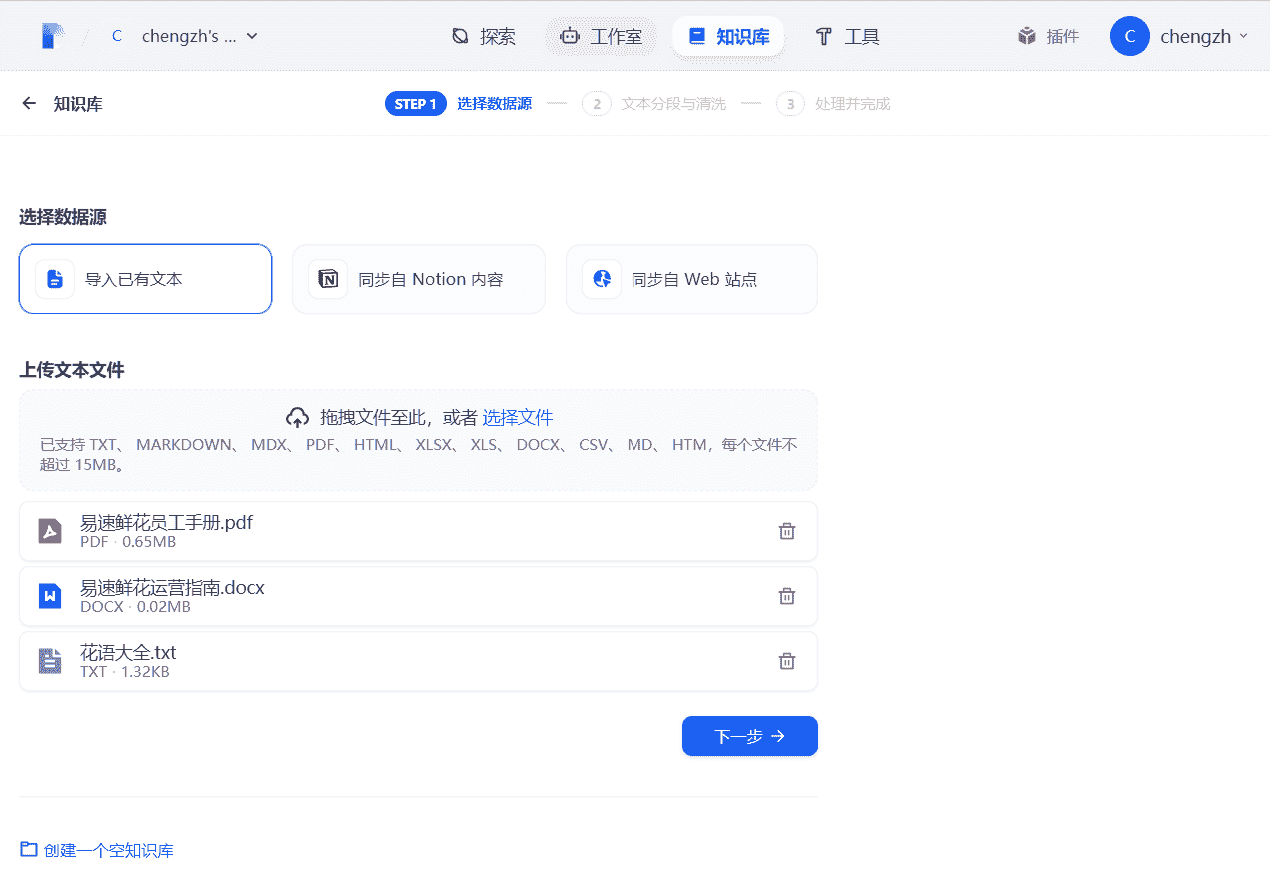 C chengzh's ... 探索 工作室 知识库 工具 插件 C chengzh
知识库 STEP 1 选择数据源 2 文本分段与清洗 3 处理并完成
选择数据源
导入已有文本 同步自 Notion 内容 同步自 Web 站点
上传文本文件
拖拽文件至此，或者 选择文件
已支持 TXT、 MARKDOWN、 MDX、 PDF、 HTML、 XLSX、 XLS、 DOCX、 CSV、 MD、 HTM，每个文件不
超过 15MB。
易速鲜花员工手册.pdf
PDF · 0.65MB
易速鲜花运营指南.docx
DOCX · 0.02MB
花语大全.txt
TXT · 1.32KB
下一步
创建一个空知识库